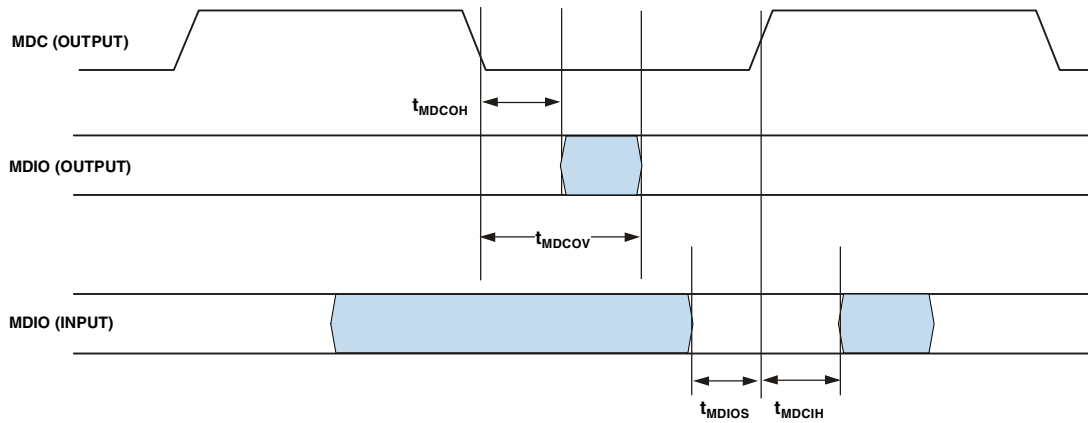 MDC (OUTPUT)
tMDCOH
MDIO (OUTPUT)
tMDCOV
MDIO (INPUT)
tMDIOS
tMDCIH